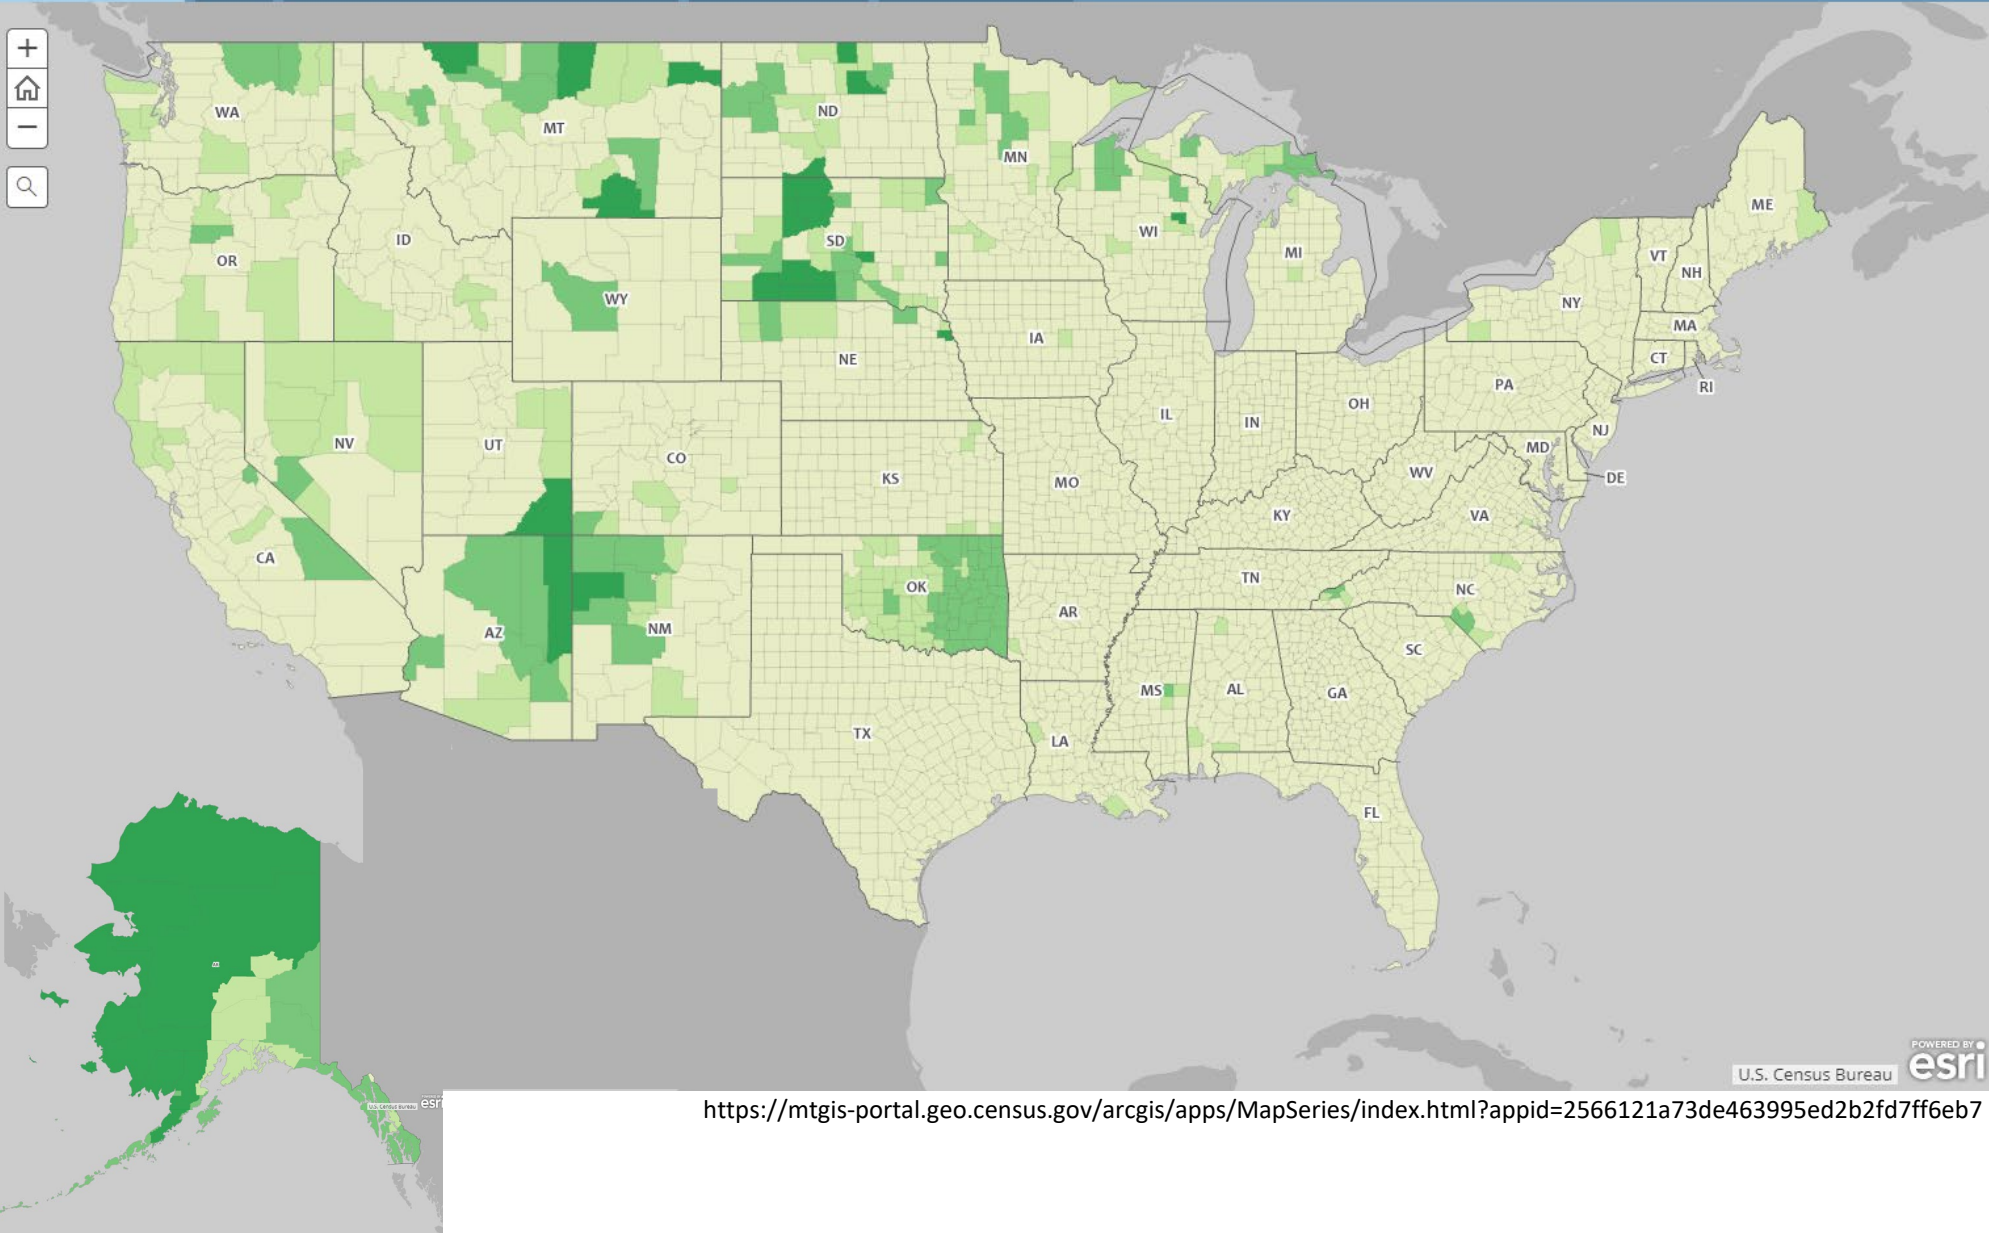 +
−
WA
MT
ND
MN
OR
ID
SD
WI
MI
ME
VT
NH
NY
WY
MA
IA
NE
CT
RI
PA
NV
UT
CO
IL
IN
OH
NJ
MD
DE
KS
MO
WV
KY
VA
CA
OK
TN
NC
AZ
NM
AR
SC
MS
AL
GA
TX
LA
FL
POWERED BY
esri
U.S. Census Bureau
U.S. Census Bureau
esri
https://mtgis-portal.geo.census.gov/arcgis/apps/MapSeries/index.html?appid=2566121a73de463995ed2b2fd7ff6eb7